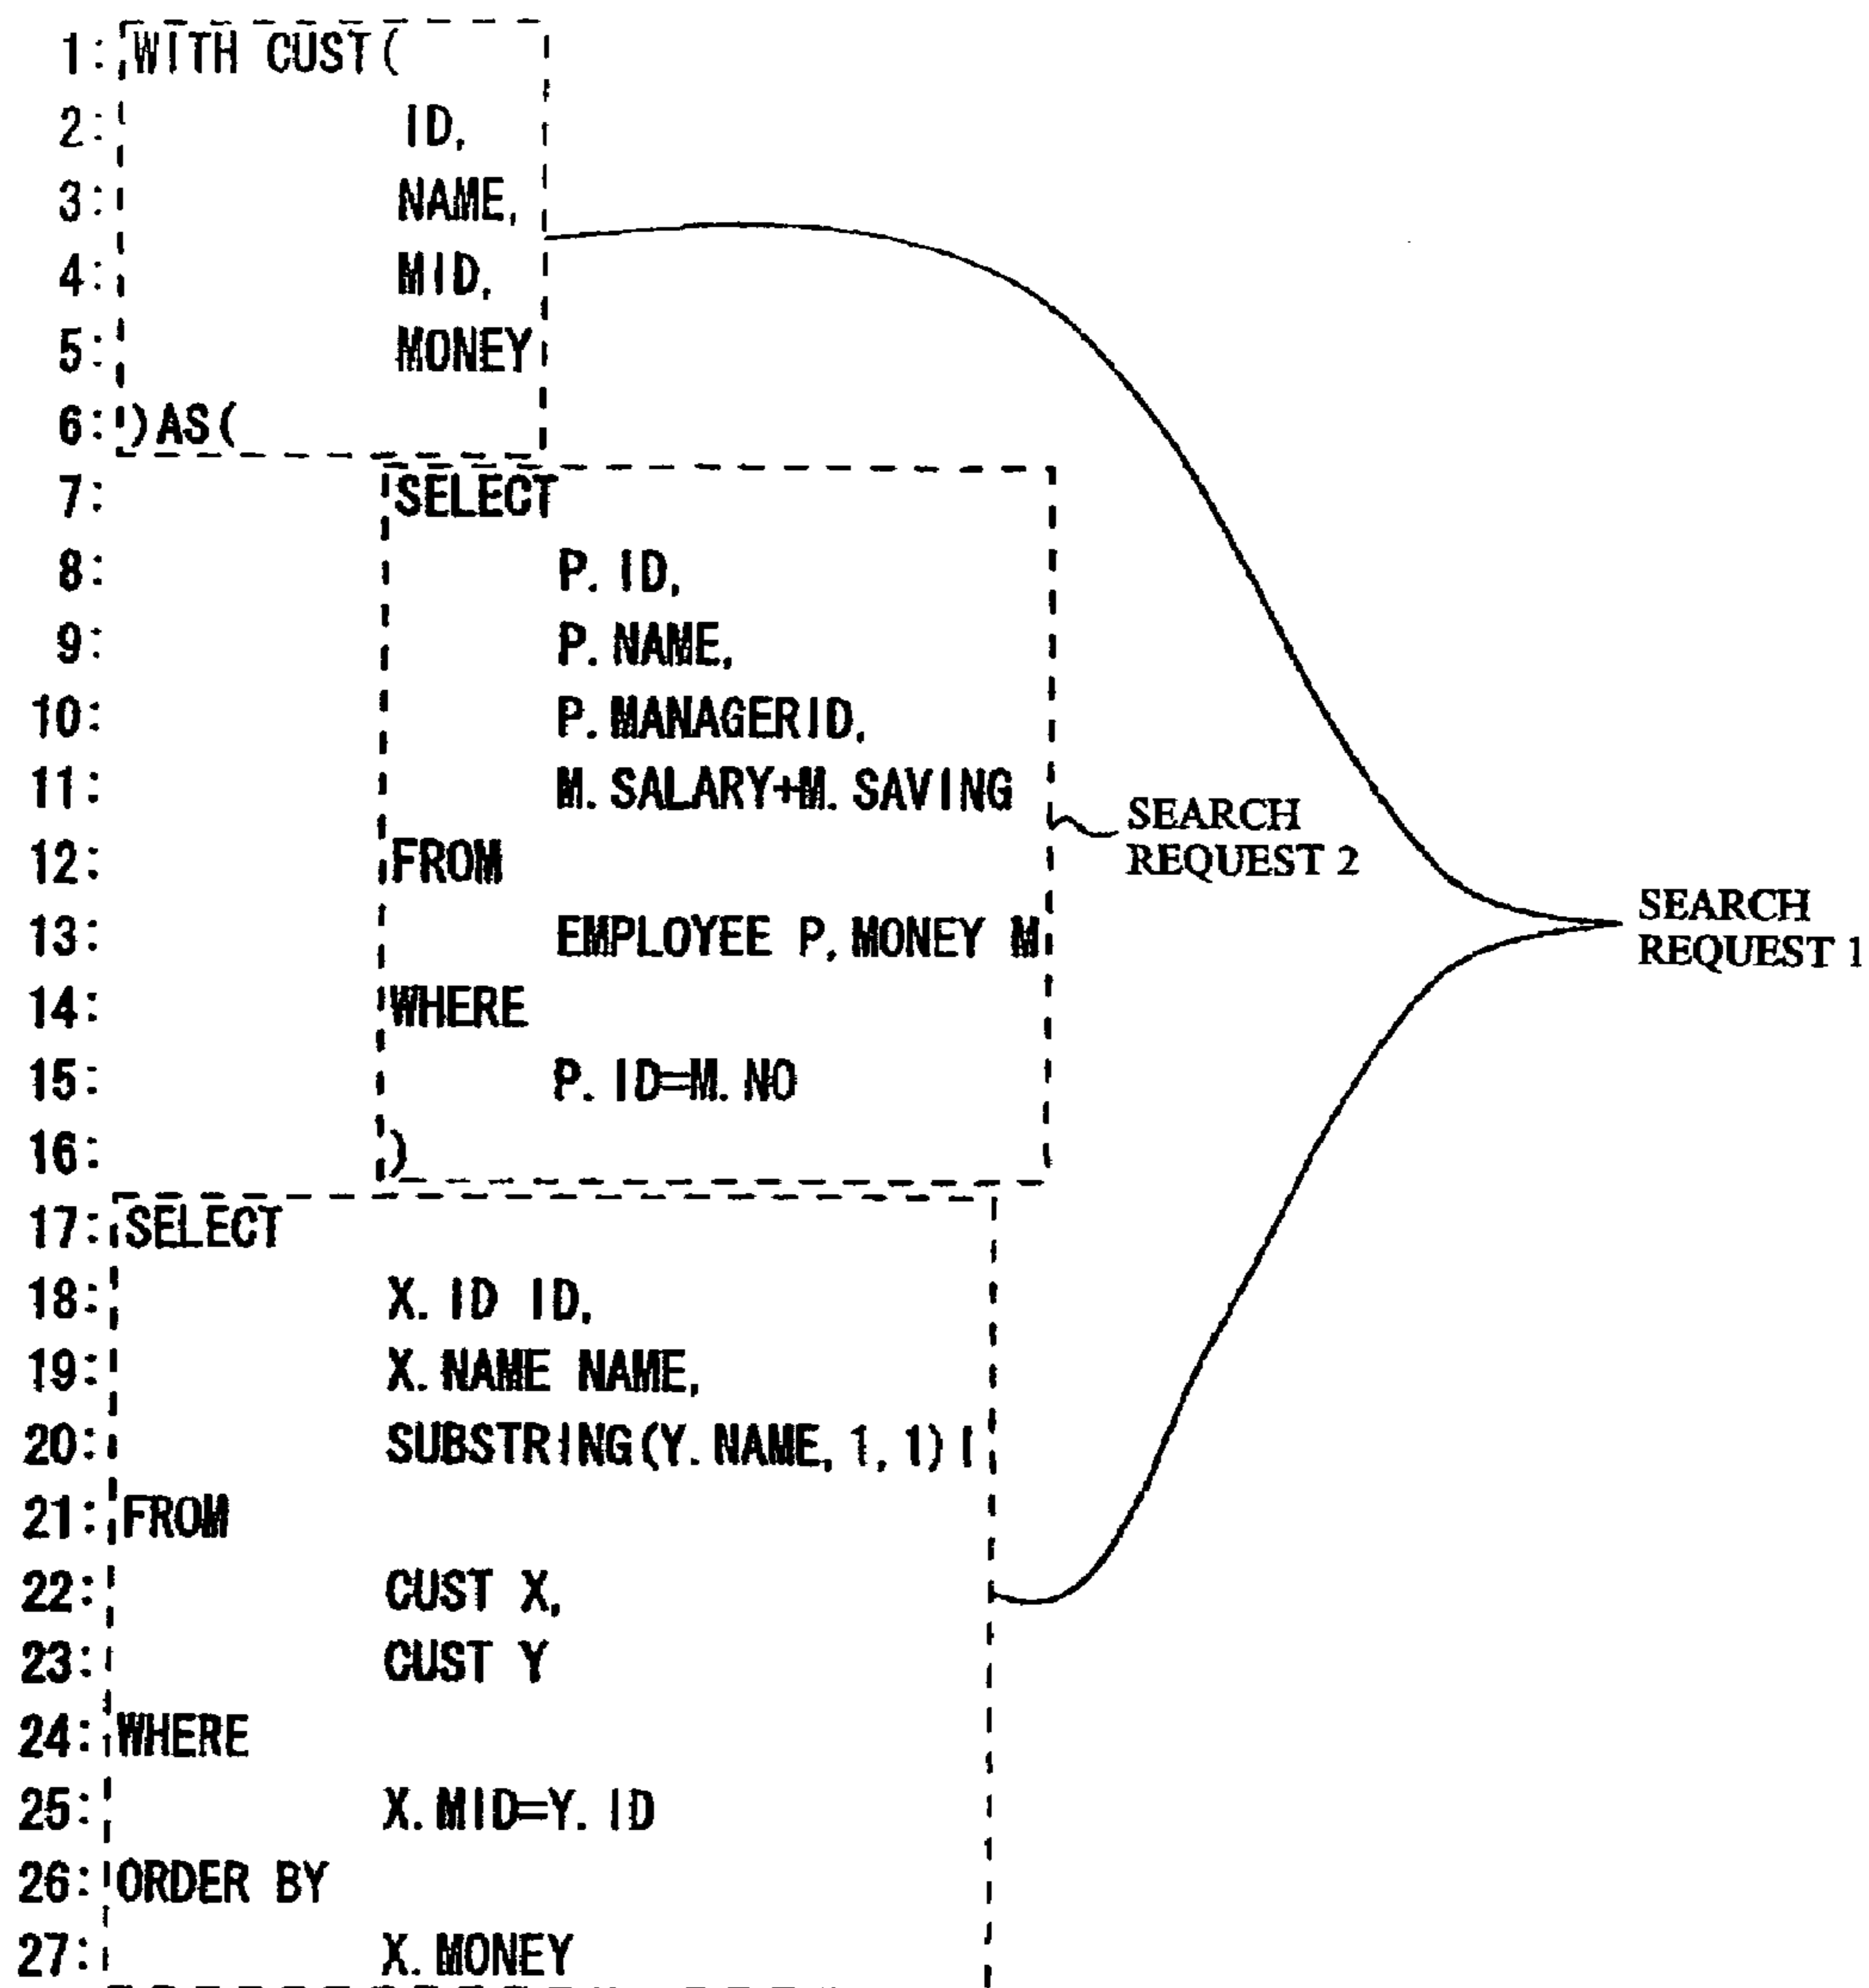 1: WITH CUST(
2: ID,
3: NAME,
4: MID,
5: MONEY
6: )AS(
7: SELECT
8: P.ID,
9: P.NAME,
10: P.MANAGERID,
11: M.SALARY+M.SAVING
12: FROM
13: EMPLOYEE P,MONEY M
14: WHERE
15: P.ID=M.NO
16: )
17: SELECT
18: X.ID ID,
19: X.NAME NAME,
20: SUBSTRING(Y.NAME,1,1) I
21: FROM
22: CUST X,
23: CUST Y
24: WHERE
25: X.MID=Y.ID
26: ORDER BY
27: X.MONEY
SEARCH
REQUEST 2
SEARCH
REQUEST 1